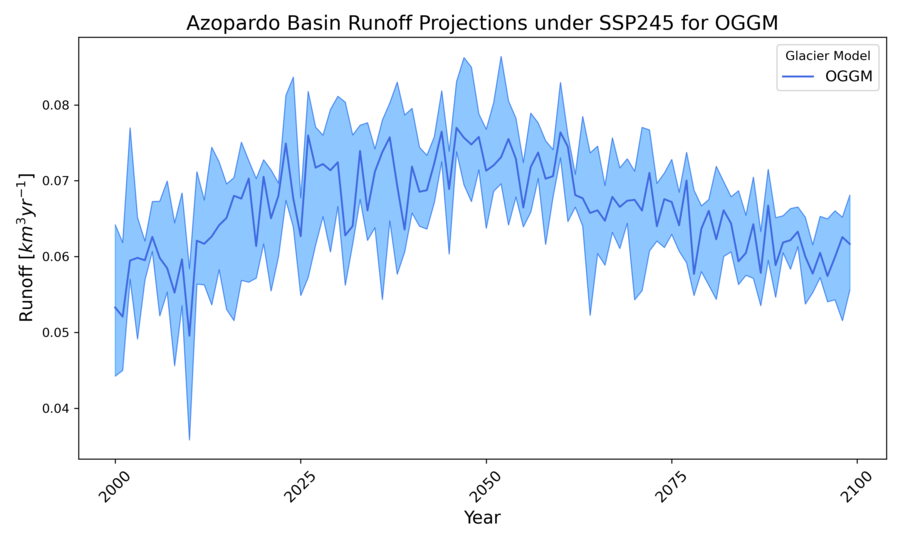 Azopardo Basin Runoff Projections under SSP245 for OGGM
Glacier Model
OGGM
0.08
0.07
0.06
0.05
0.04
Runoff [km³yr⁻¹]
2000
2025
2050
2075
2100
Year